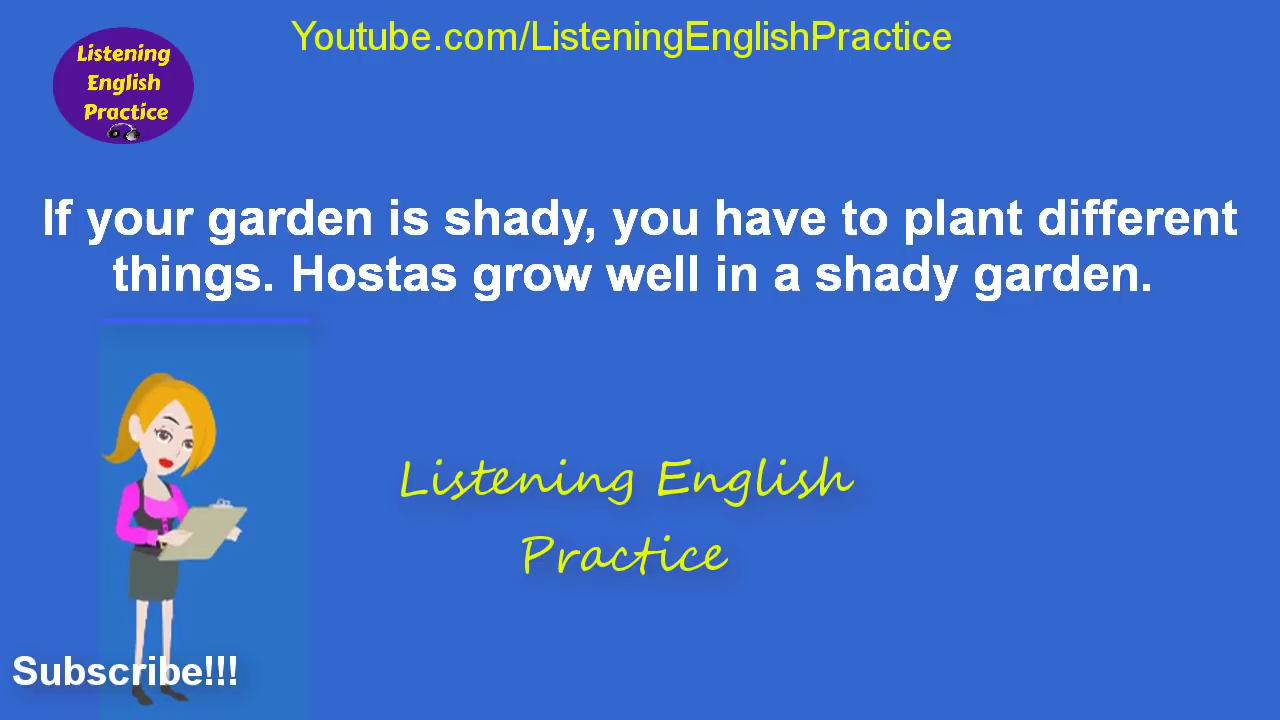 Youtube.com/ListeningEnglishPractice
Listening
English
Practice
If your garden is shady, you have to plant different
things. Hostas grow well in a shady garden.
Listening English
Practice
Subscribe!!!